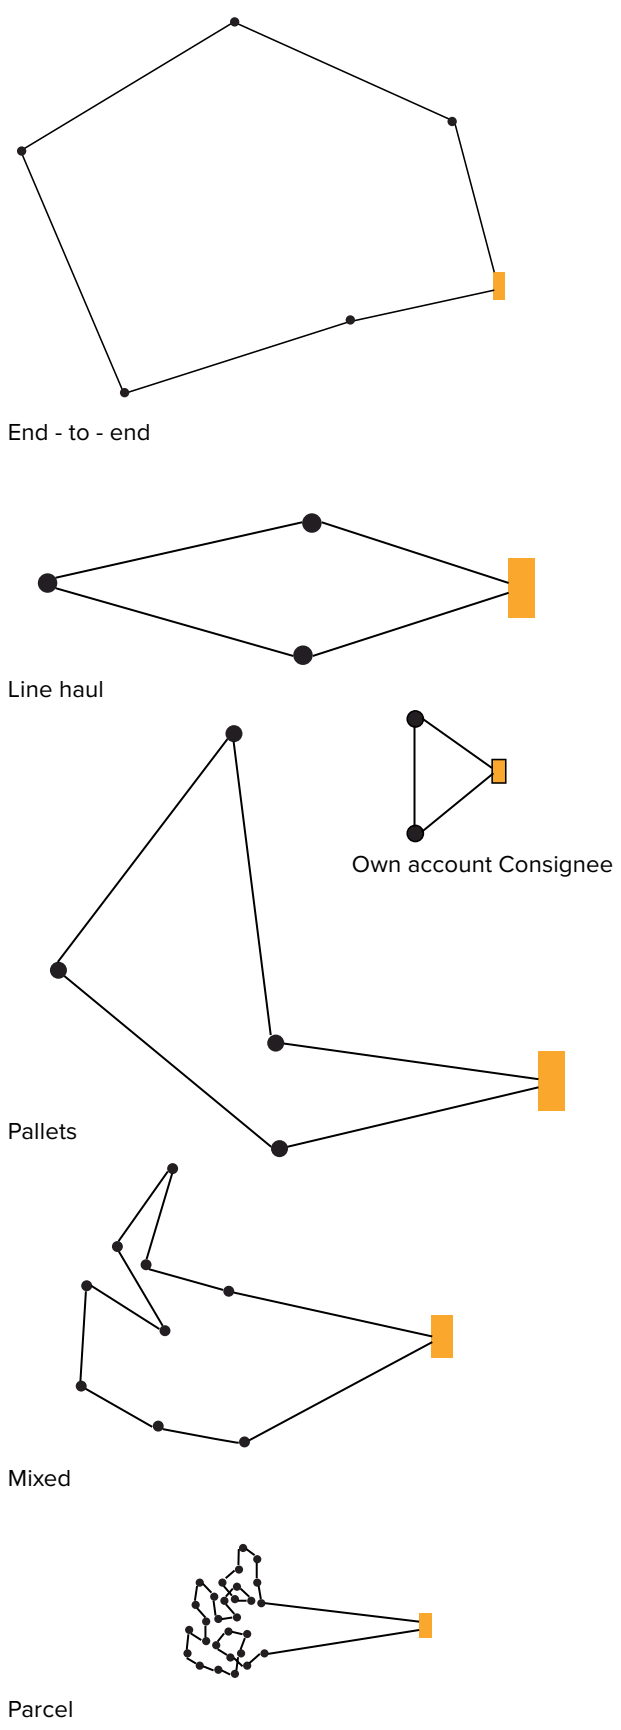 End - to - end
Line haul
Own account Consignee
Pallets
Mixed
Parcel